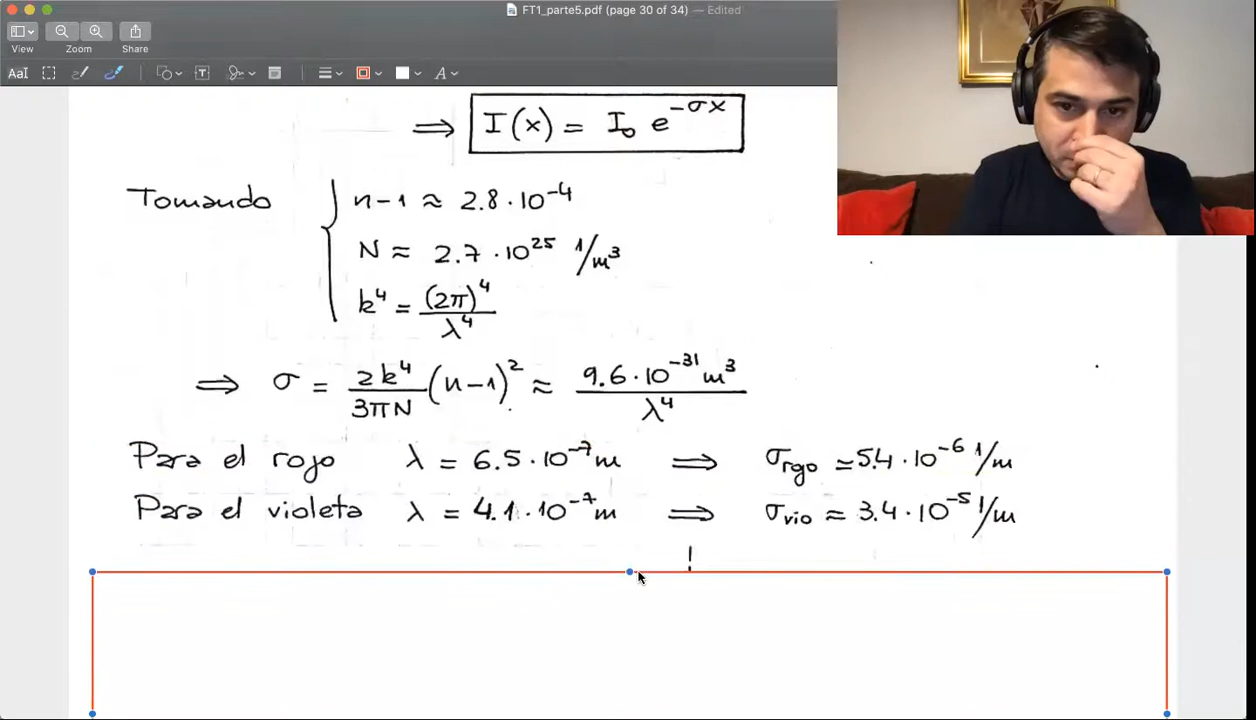 FT1_parte5.pdf (page 30 of 34) — Edited
View Zoom Share
AaI A
⟹ I(x) = I₀ e^{-σx}
Tomando { n-1 ≈ 2.8·10⁻⁴
N ≈ 2.7·10²⁵ 1/m³
k⁴ = (2π)⁴/λ⁴
⟹ σ = 2k⁴/3πN (n-1)² ≈ 9.6·10⁻³¹ m³/λ⁴
Para el rojo λ = 6.5·10⁻⁷ m ⟹ σrojo ≃ 5.4·10⁻⁶ 1/m
Para el violeta λ = 4.1·10⁻⁷ m ⟹ σvio ≈ 3.4·10⁻⁵ 1/m